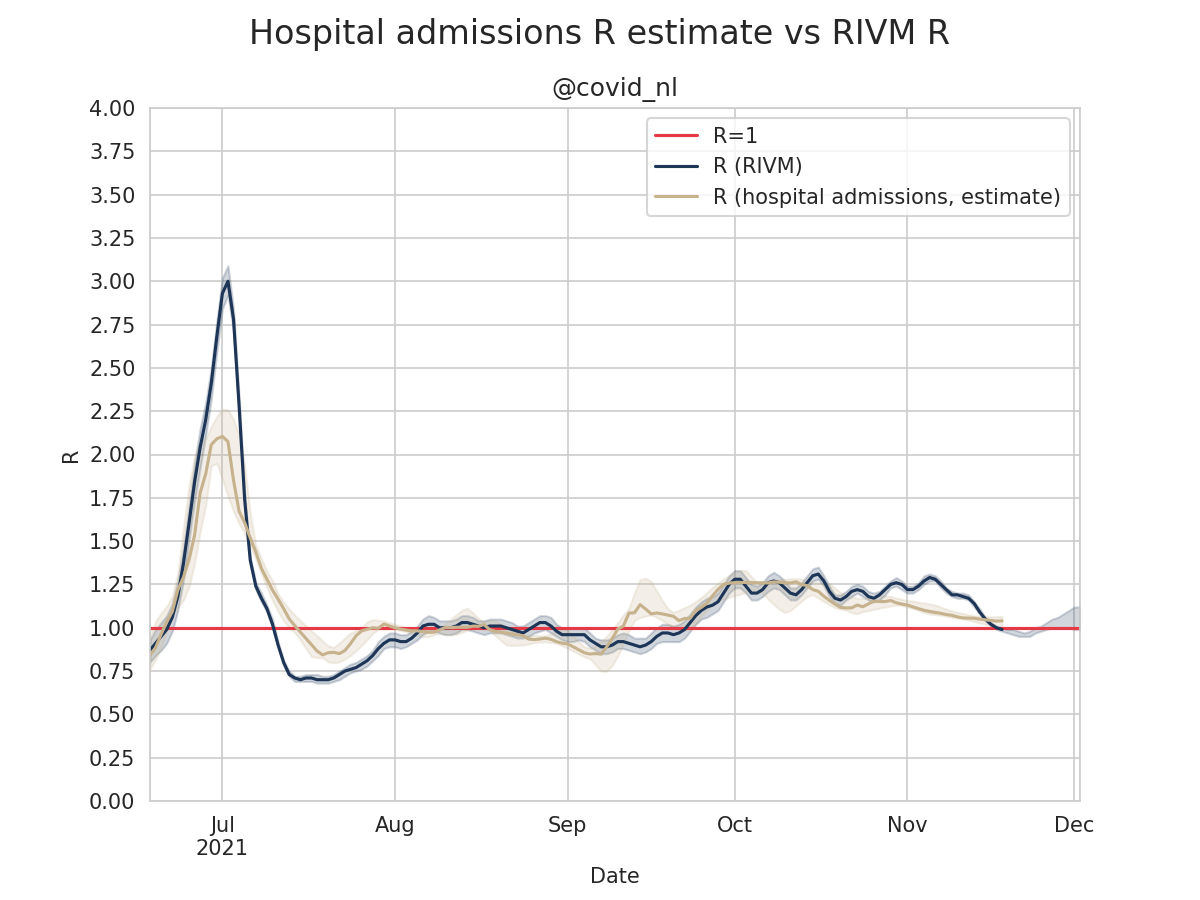 Hospital admissions R estimate vs RIVM R
@covid_nl
R=1
R (RIVM)
R (hospital admissions, estimate)
4.00
3.75
3.50
3.25
3.00
2.75
2.50
2.25
2.00
1.75
1.50
1.25
1.00
0.75
0.50
0.25
0.00
R
Jul Aug Sep Oct Nov Dec
2021
Date